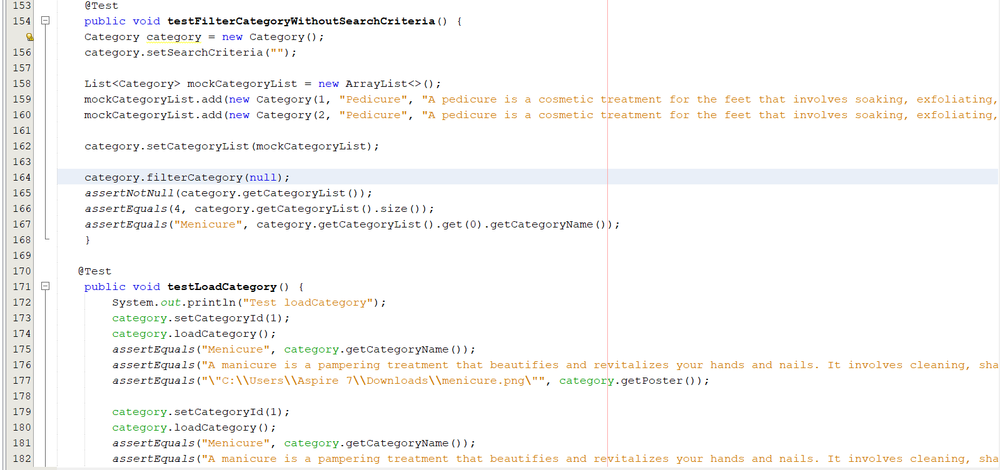 153 @Test
154 public void testFilterCategoryWithoutSearchCriteria() {
Category category = new Category();
156 category.setSearchCriteria("");
157
158 List<Category> mockCategoryList = new ArrayList<>();
159 mockCategoryList.add(new Category(1, "Pedicure", "A pedicure is a cosmetic treatment for the feet that involves soaking, exfoliating,
160 mockCategoryList.add(new Category(2, "Pedicure", "A pedicure is a cosmetic treatment for the feet that involves soaking, exfoliating,
161
162 category.setCategoryList(mockCategoryList);
163
164 category.filterCategory(null);
165 assertNotNull(category.getCategoryList());
166 assertEquals(4, category.getCategoryList().size());
167 assertEquals("Menicure", category.getCategoryList().get(0).getCategoryName());
168 }
169
170 @Test
171 public void testLoadCategory() {
172 System.out.println("Test loadCategory");
173 category.setCategoryId(1);
174 category.loadCategory();
175 assertEquals("Menicure", category.getCategoryName());
176 assertEquals("A manicure is a pampering treatment that beautifies and revitalizes your hands and nails. It involves cleaning, sha
177 assertEquals("\"C:\\Users\\Aspire 7\\Downloads\\menicure.png\"", category.getPoster());
178
179 category.setCategoryId(1);
180 category.loadCategory();
181 assertEquals("Menicure", category.getCategoryName());
182 assertEquals("A manicure is a pampering treatment that beautifies and revitalizes your hands and nails. It involves cleaning, sha